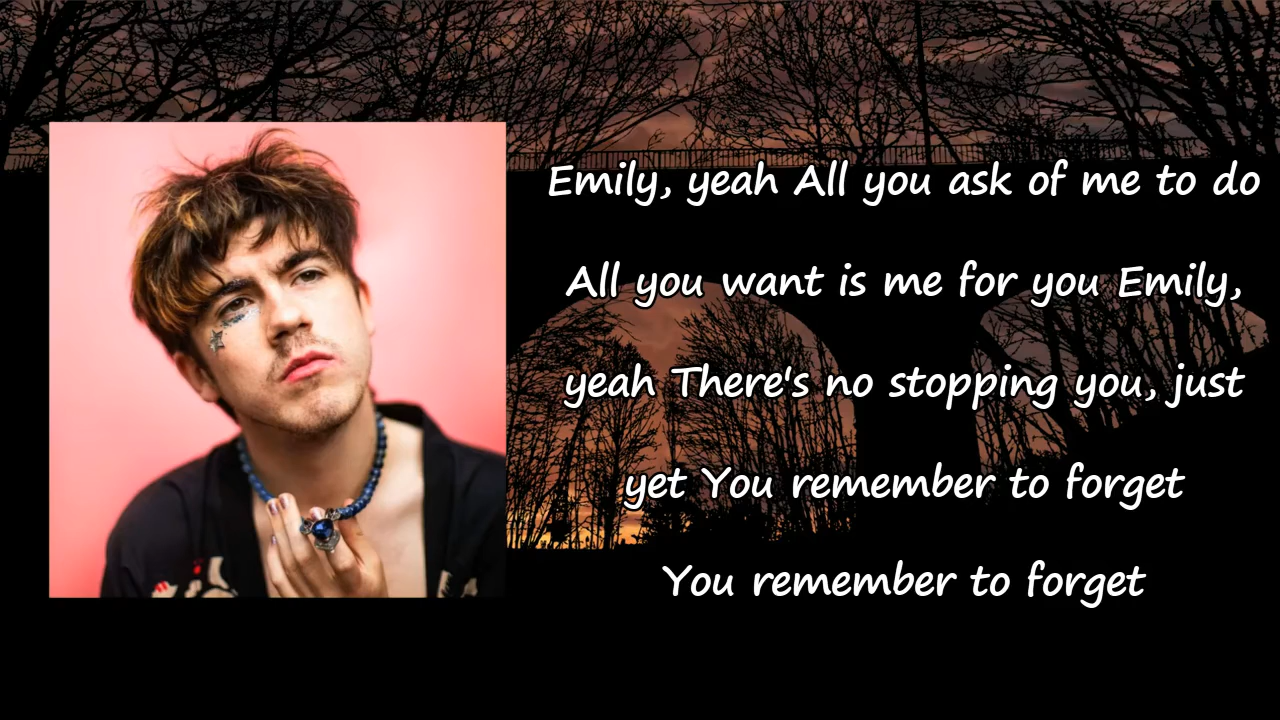 Emily, yeah All you ask of me to do
All you want is me for you Emily,
yeah There's no stopping you, just
yet You remember to forget
You remember to forget